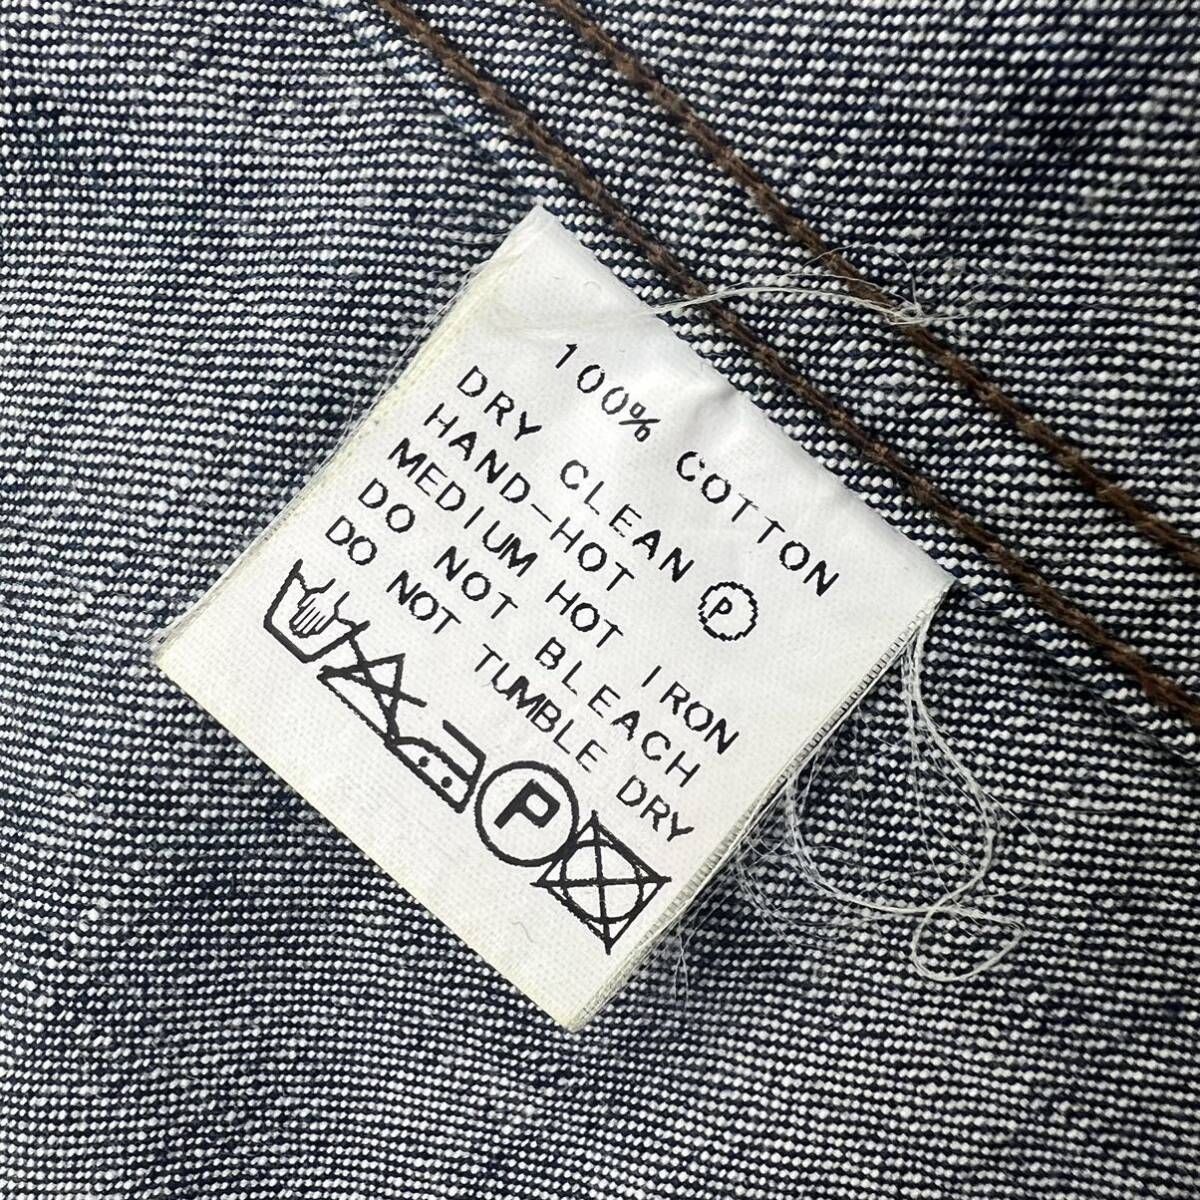 100% COTTON
DRY CLEAN Ⓟ
HAND-HOT
MEDIUM HOT IRON
DO NOT BLEACH
DO NOT TUMBLE DRY
P